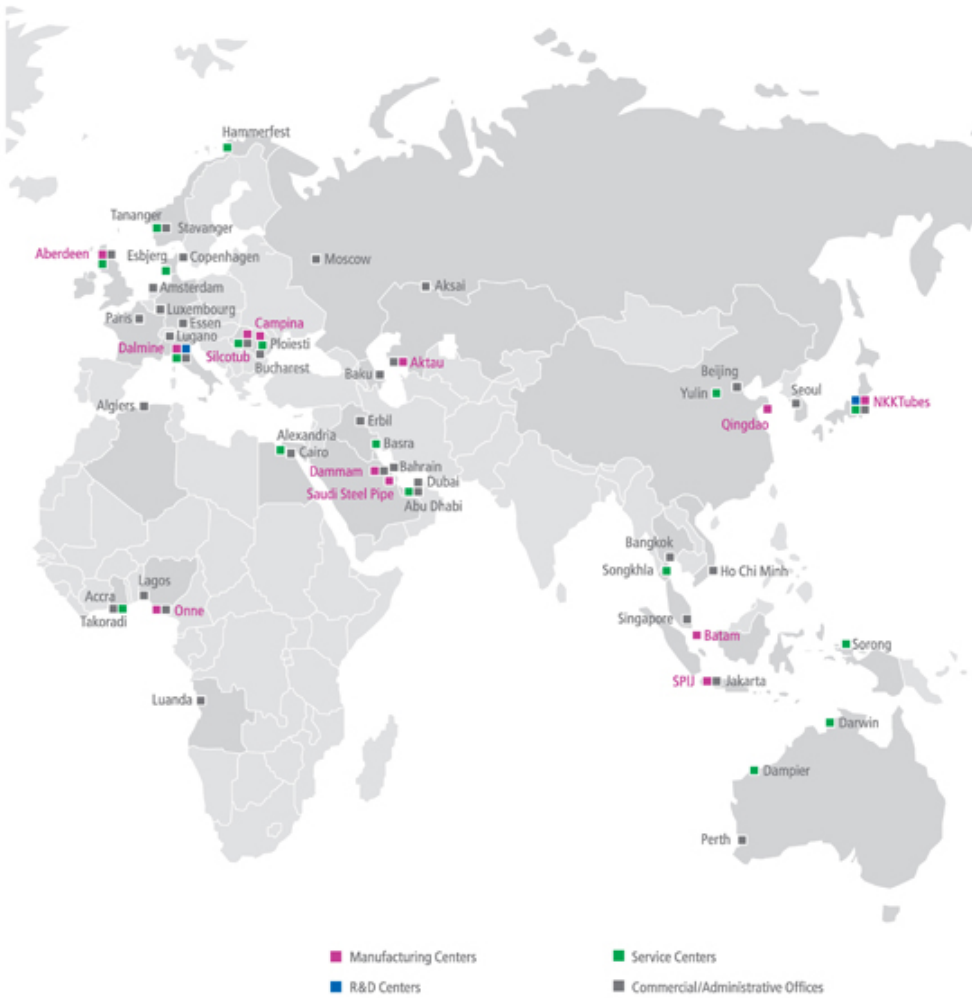 Hammerfest
Tananger
Stavanger
Aberdeen
Esbjerg
Copenhagen
Moscow
Amsterdam
Aksai
Luxembourg
Paris
Essen
Campina
Lugano
Dalmine
Ploiesti
Silcotub
Bucharest
Aktau
Baku
Beijing
Yulin
Seoul
NKKTubes
Algiers
Erbil
Qingdao
Alexandria
Basra
Cairo
Dammam
Bahrain
Dubai
Saudi Steel Pipe
Abu Dhabi
Bangkok
Songkhla
Ho Chi Minh
Lagos
Accra
Onne
Takoradi
Singapore
Batam
Sorong
SPIJ
Jakarta
Luanda
Darwin
Dampier
Perth
Manufacturing Centers
Service Centers
R&D Centers
Commercial/Administrative Offices